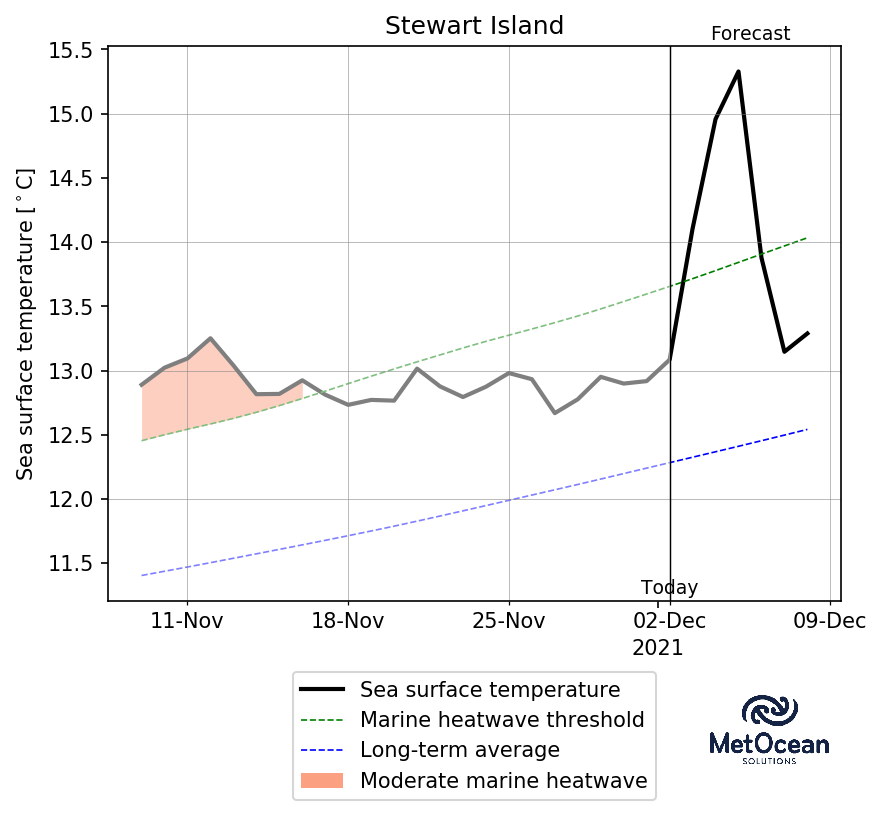 Stewart Island
Forecast
15.5
15.0
14.5
14.0
13.5
13.0
12.5
12.0
11.5
Sea surface temperature [°C]
Today
11-Nov
18-Nov
25-Nov
02-Dec
09-Dec
2021
Sea surface temperature
Marine heatwave threshold
Long-term average
Moderate marine heatwave
MetOcean
SOLUTIONS